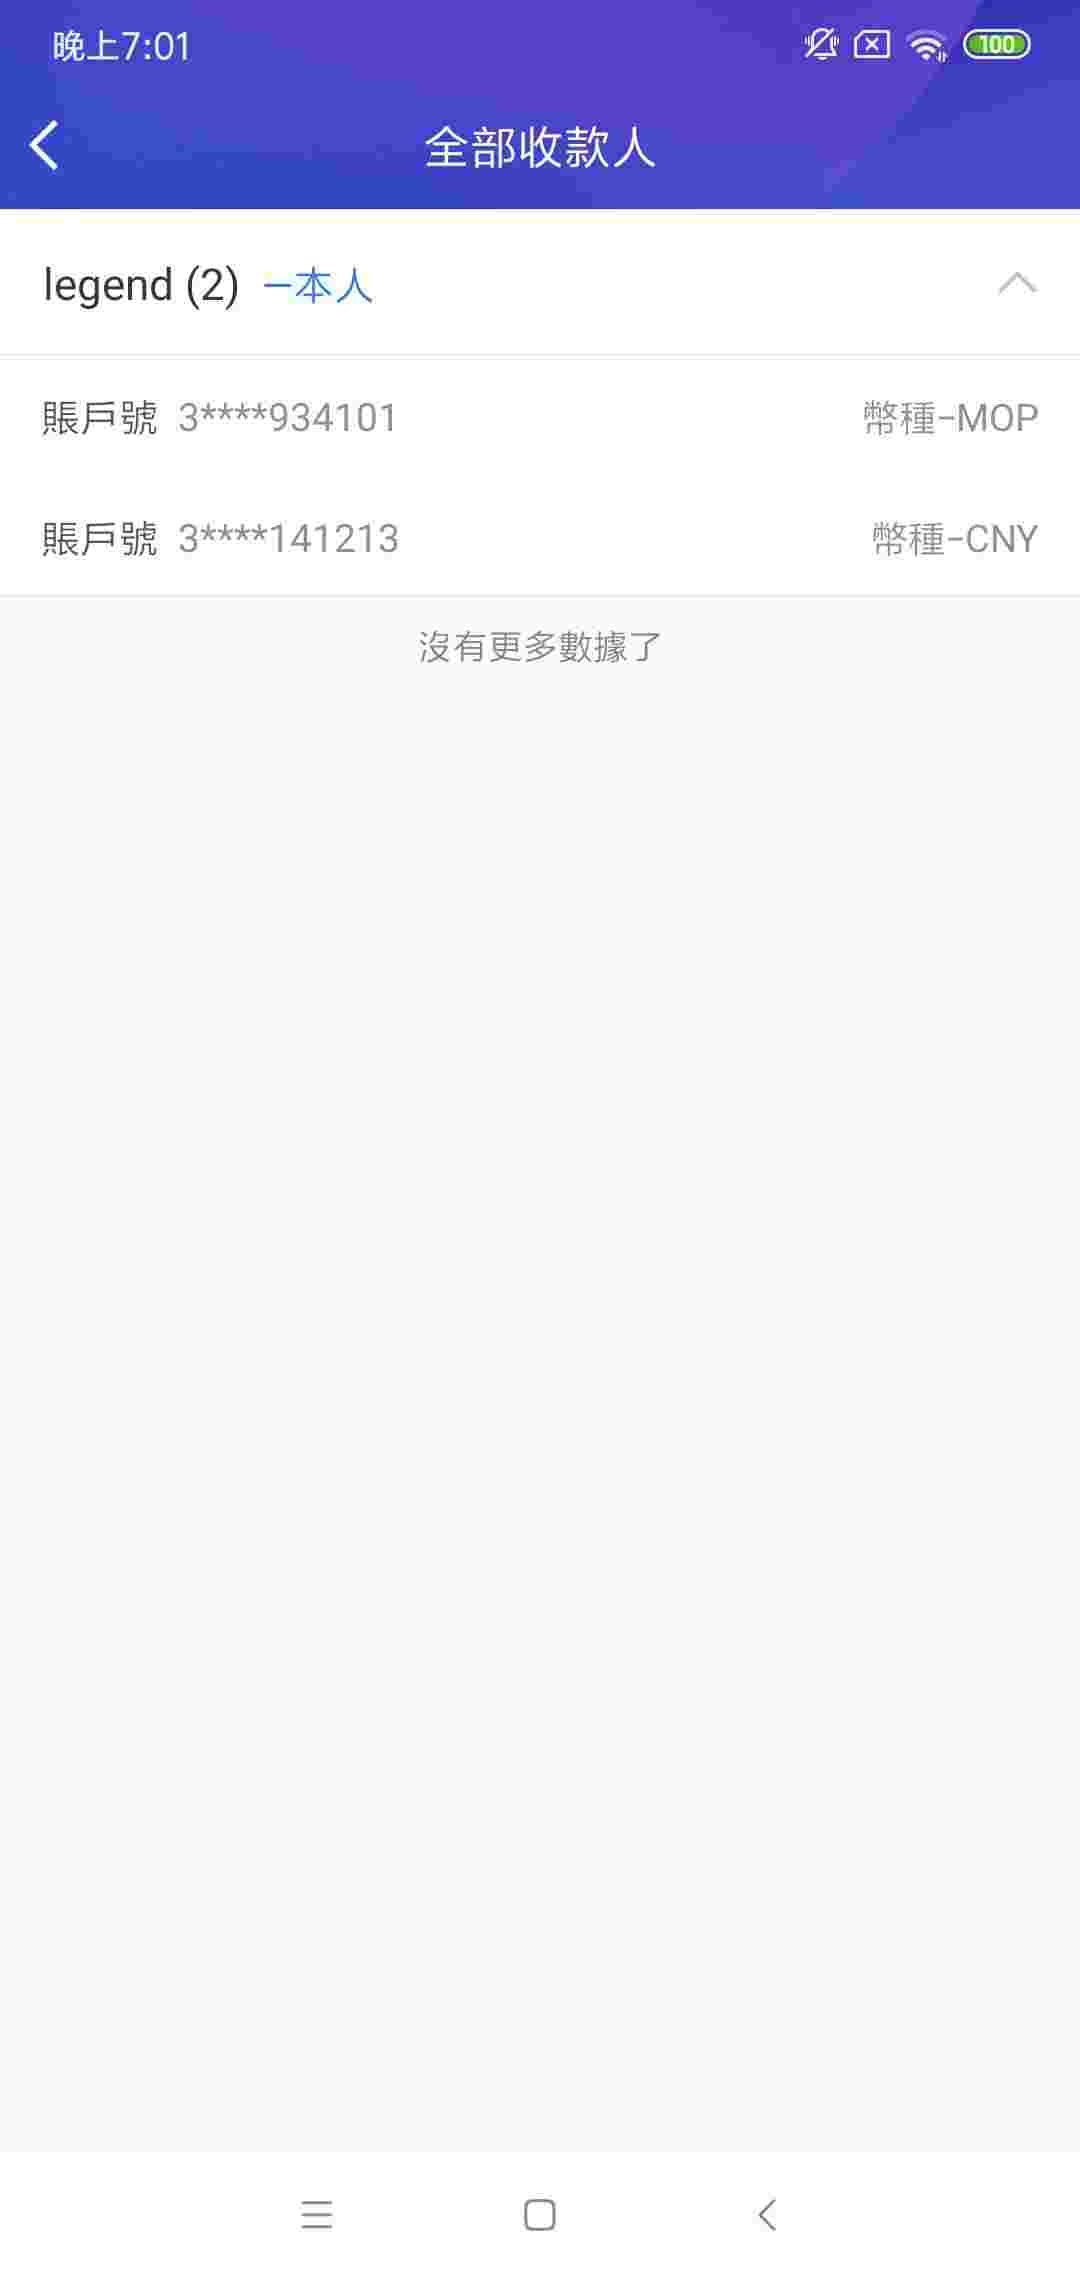 晚上7:01
100
全部收款人
legend (2) –本人
賬戶號 3****934101 幣種-MOP
賬戶號 3****141213 幣種-CNY
沒有更多數據了